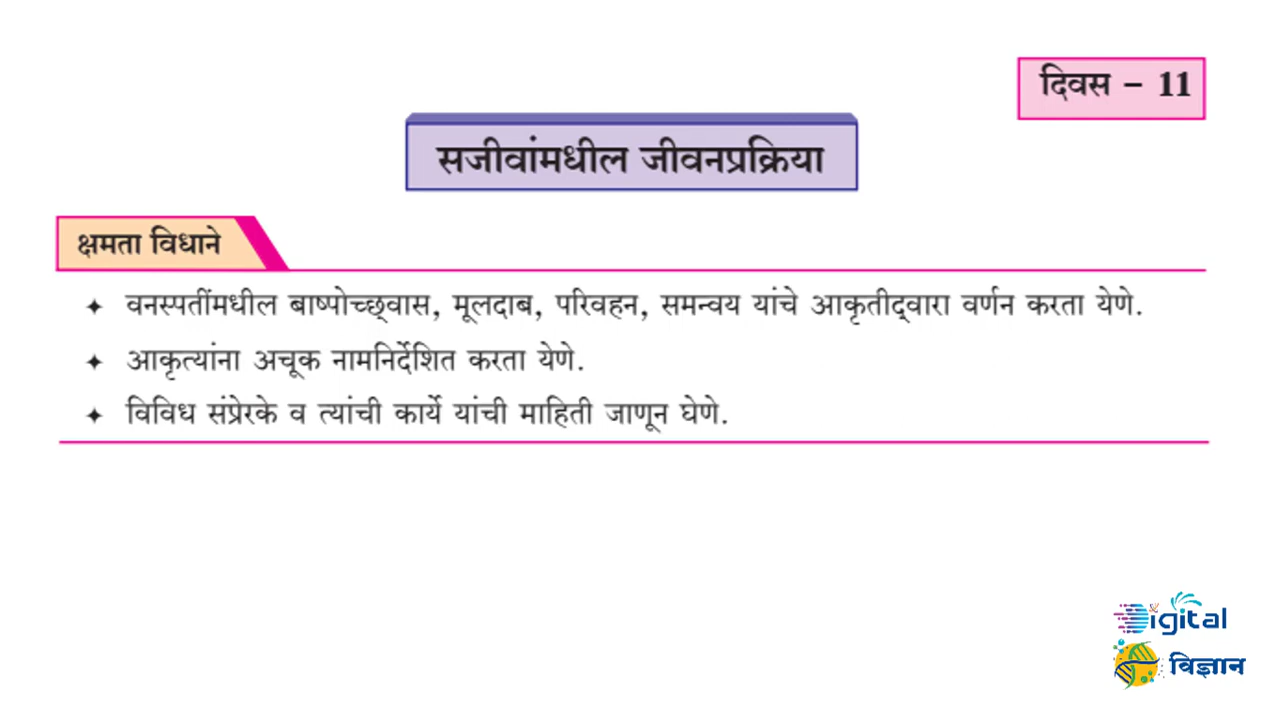 दिवस – 11
सजीवांमधील जीवनप्रक्रिया
क्षमता विधाने
✦ वनस्पतींमधील बाष्पोच्छ्‌वास, मूलदाब, परिवहन, समन्वय यांचे आकृतीद्‌वारा वर्णन करता येणे.
✦ आकृत्यांना अचूक नामनिर्देशित करता येणे.
✦ विविध संप्रेरके व त्यांची कार्ये यांची माहिती जाणून घेणे.
Digital
विज्ञान